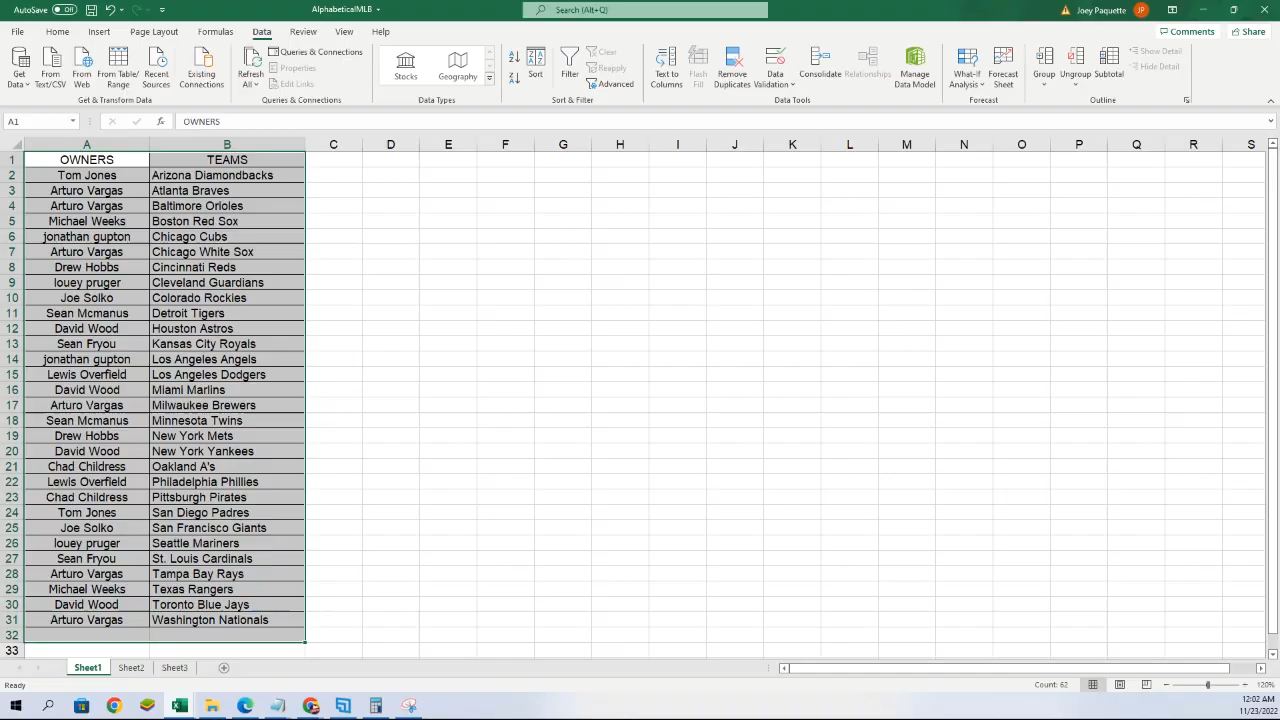 AutoSave Off AlphabeticalMLB Search (Alt+Q) Joey Paquette JP
File Home Insert Page Layout Formulas Data Review View Help Comments Share
Get Data From Text/CSV From Web From Table/Range Recent Sources Existing Connections
Get & Transform Data
Refresh All Queries & Connections Properties Edit Links
Queries & Connections
Stocks Geography
Data Types
Sort Filter Clear Reapply Advanced
Sort & Filter
Text to Columns Flash Fill Remove Duplicates Data Validation Consolidate Relationships Manage Data Model
Data Tools
What-If Analysis Forecast Sheet
Forecast
Group Ungroup Subtotal Show Detail Hide Detail
Outline
A1 fx OWNERS
A B C D E F G H I J K L M N O P Q R S
1 OWNERS TEAMS
2 Tom Jones Arizona Diamondbacks
3 Arturo Vargas Atlanta Braves
4 Arturo Vargas Baltimore Orioles
5 Michael Weeks Boston Red Sox
6 jonathan gupton Chicago Cubs
7 Arturo Vargas Chicago White Sox
8 Drew Hobbs Cincinnati Reds
9 louey pruger Cleveland Guardians
10 Joe Solko Colorado Rockies
11 Sean Mcmanus Detroit Tigers
12 David Wood Houston Astros
13 Sean Fryou Kansas City Royals
14 jonathan gupton Los Angeles Angels
15 Lewis Overfield Los Angeles Dodgers
16 David Wood Miami Marlins
17 Arturo Vargas Milwaukee Brewers
18 Sean Mcmanus Minnesota Twins
19 Drew Hobbs New York Mets
20 David Wood New York Yankees
21 Chad Childress Oakland A's
22 Lewis Overfield Philadelphia Phillies
23 Chad Childress Pittsburgh Pirates
24 Tom Jones San Diego Padres
25 Joe Solko San Francisco Giants
26 louey pruger Seattle Mariners
27 Sean Fryou St. Louis Cardinals
28 Arturo Vargas Tampa Bay Rays
29 Michael Weeks Texas Rangers
30 David Wood Toronto Blue Jays
31 Arturo Vargas Washington Nationals
32
33
Sheet1 Sheet2 Sheet3
Ready Count: 62 120%
12:02 AM
11/23/2022